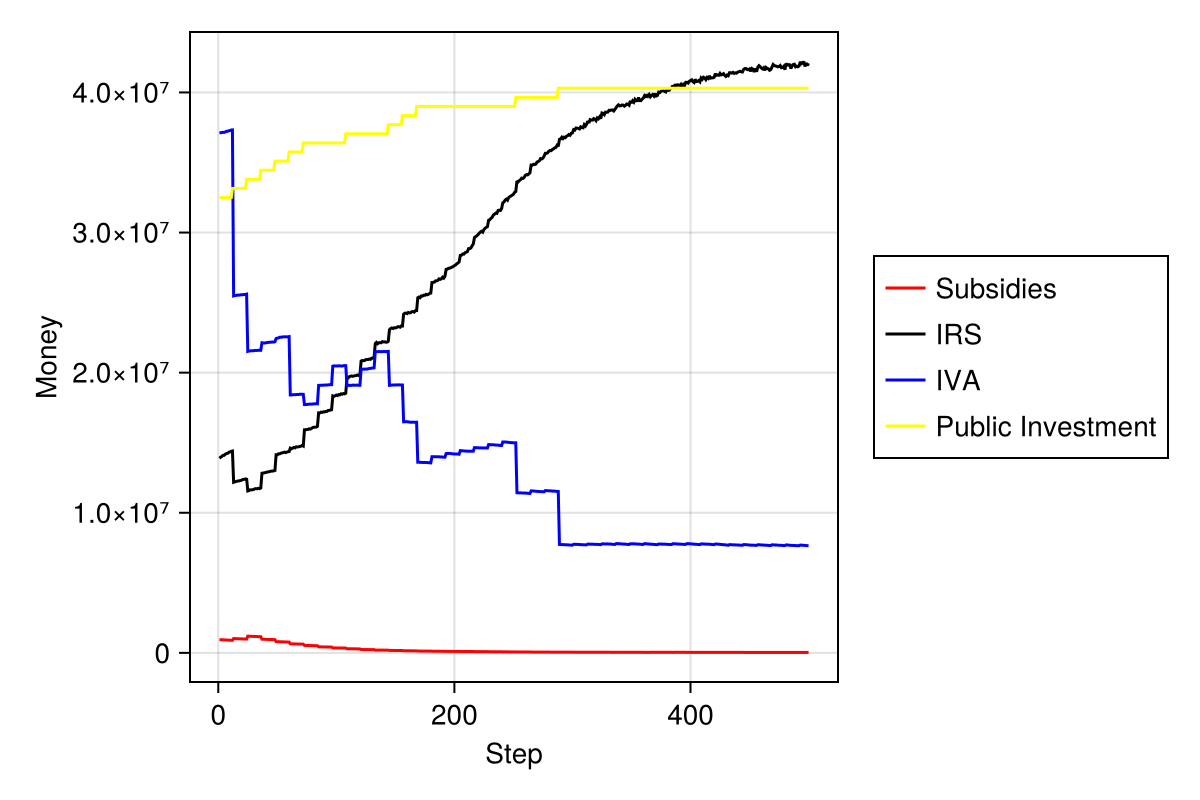 4.0×10⁷
3.0×10⁷
2.0×10⁷
1.0×10⁷
0
Money
0
200
400
Step
Subsidies
IRS
IVA
Public Investment